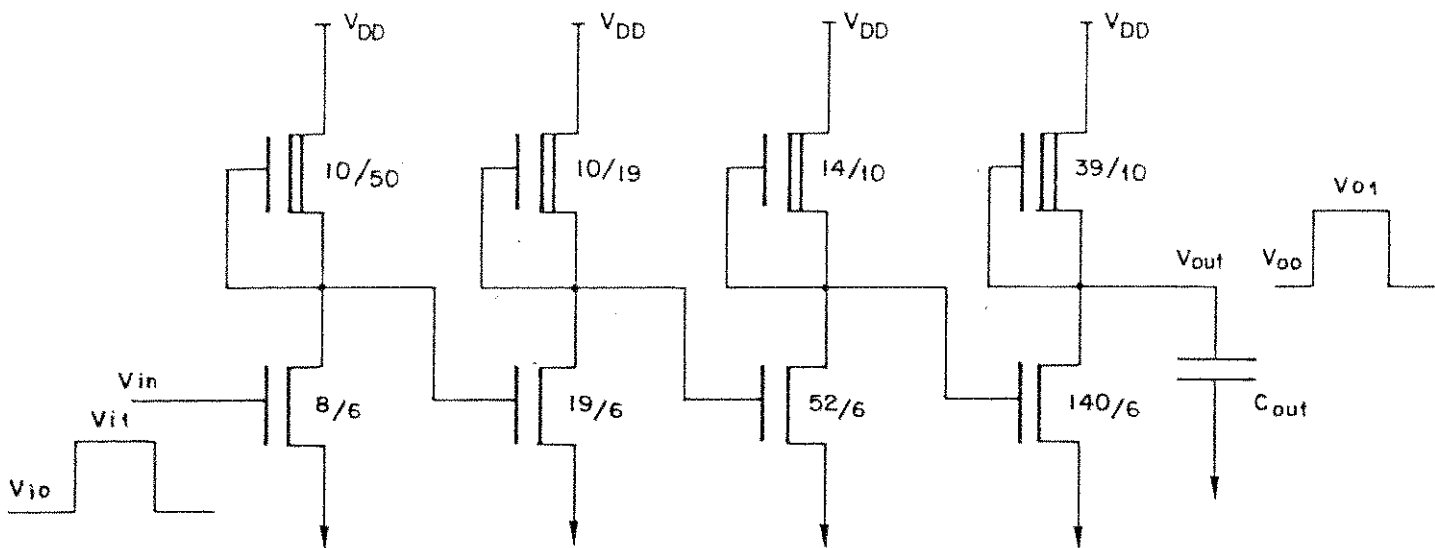 VDD VDD VDD VDD
10/50 10/19 14/10 39/10
Vo1
Vout Voo
Vin
8/6 19/6 52/6 140/6 Cout
Vi1
Vio